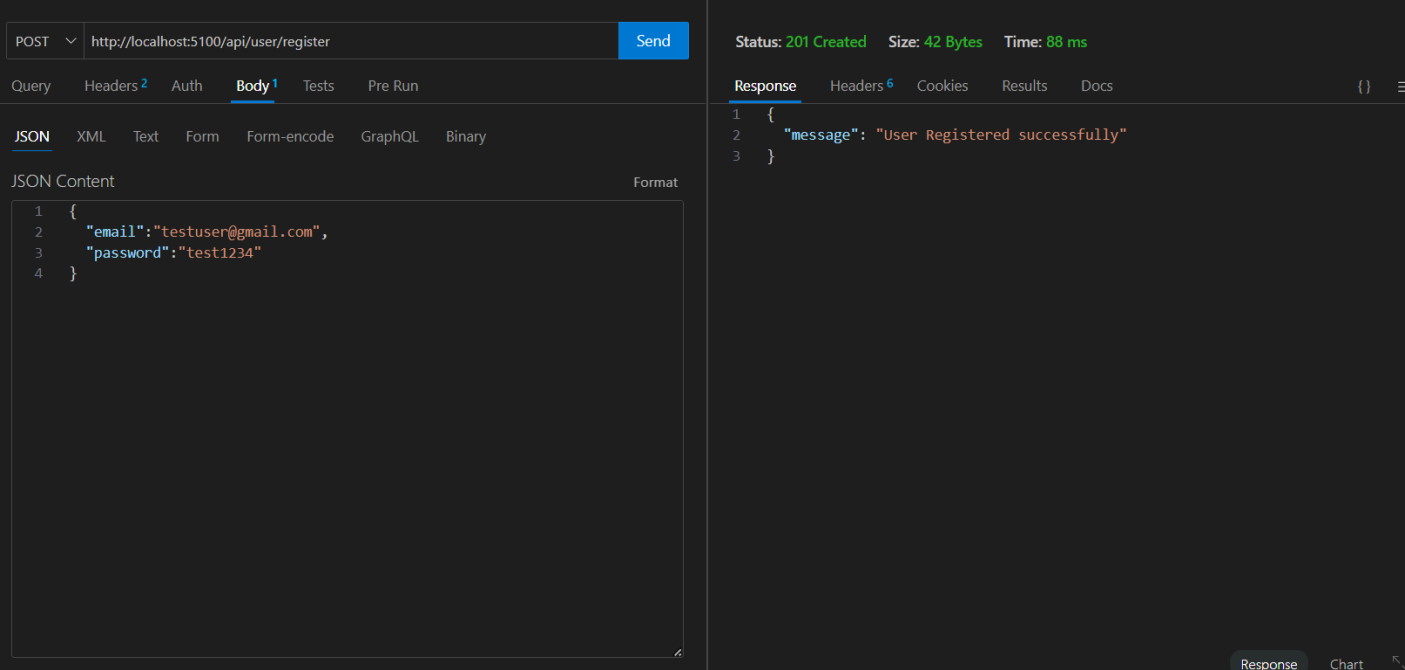 POST http://localhost:5100/api/user/register Send
Query Headers 2 Auth Body 1 Tests Pre Run
JSON XML Text Form Form-encode GraphQL Binary
JSON Content Format
1 {
2 "email":"testuser@gmail.com",
3 "password":"test1234"
4 }
Status: 201 Created Size: 42 Bytes Time: 88 ms
Response Headers 6 Cookies Results Docs { }
1 {
2 "message": "User Registered successfully"
3 }
Response Chart